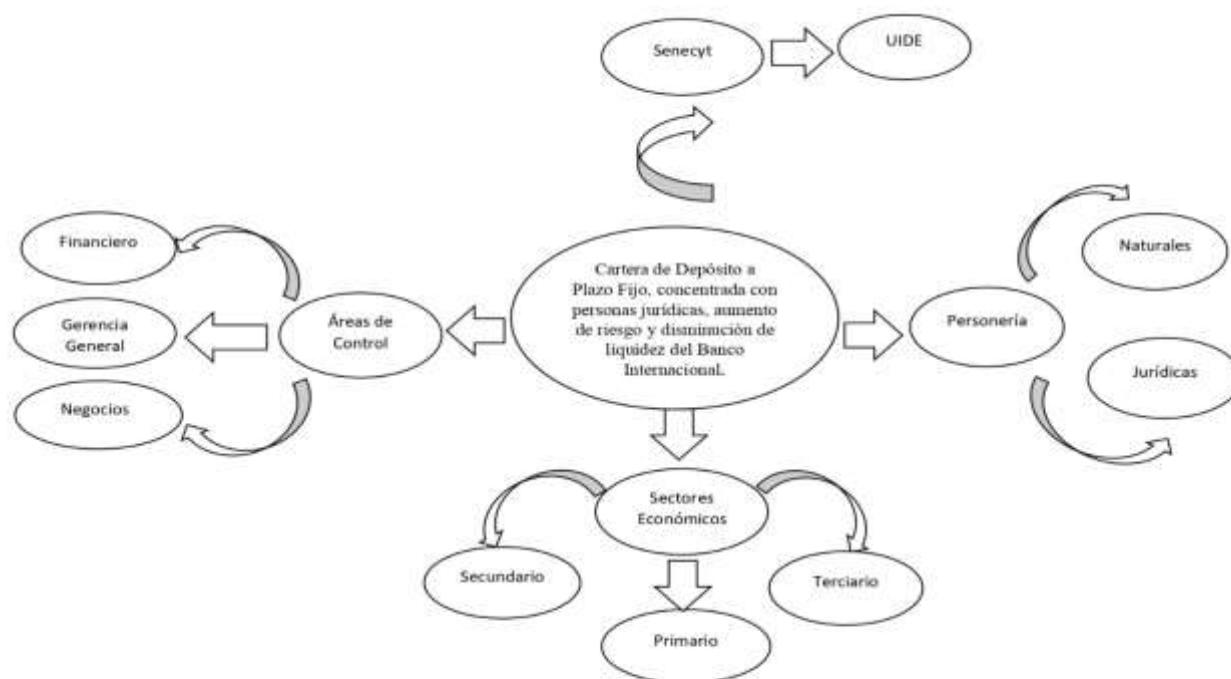 Senecyt
UIDE
Financiero
Gerencia
General
Negocios
Áreas de
Control
Cartera de Depósito a
Plazo Fijo, concentrada con
personas jurídicas, aumento
de riesgo y disminución de
liquidez del Banco
Internacional.
Personería
Naturales
Jurídicas
Sectores
Económicos
Secundario
Primario
Terciario